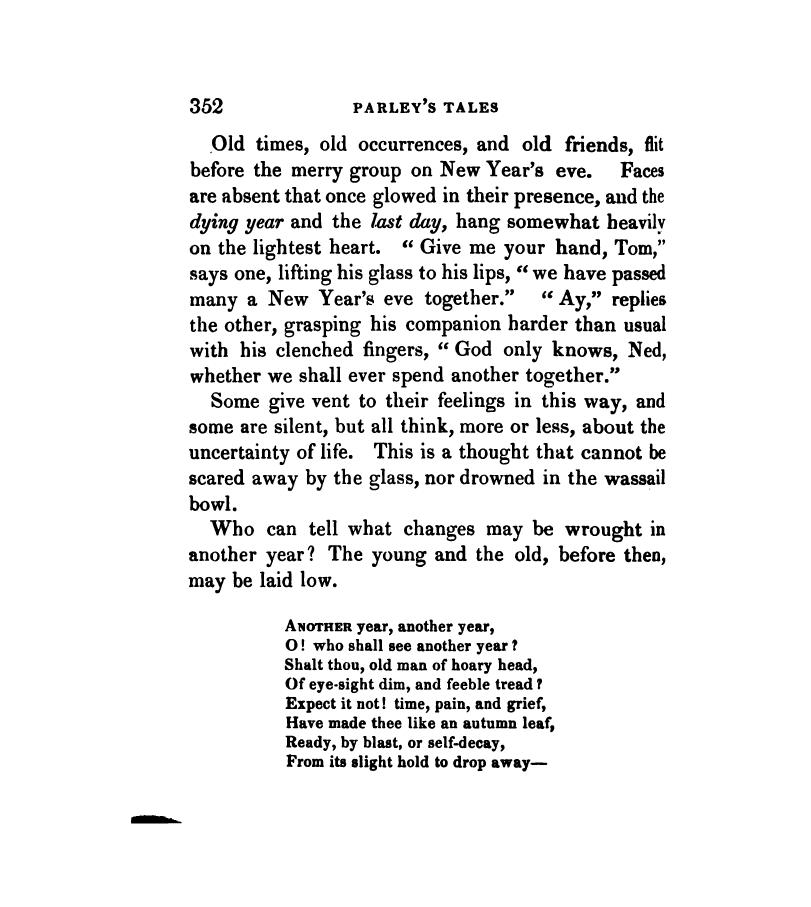 352 PARLEY'S TALES
Old times, old occurrences, and old friends, flit
before the merry group on New Year's eve. Faces
are absent that once glowed in their presence, and the
dying year and the last day, hang somewhat heavily
on the lightest heart. “ Give me your hand, Tom,”
says one, lifting his glass to his lips, “ we have passed
many a New Year's eve together.” “ Ay,” replies
the other, grasping his companion harder than usual
with his clenched fingers, “ God only knows, Ned,
whether we shall ever spend another together.”
Some give vent to their feelings in this way, and
some are silent, but all think, more or less, about the
uncertainty of life. This is a thought that cannot be
scared away by the glass, nor drowned in the wassail
bowl.
Who can tell what changes may be wrought in
another year? The young and the old, before then,
may be laid low.
ANOTHER year, another year,
O! who shall see another year?
Shalt thou, old man of hoary head,
Of eye-sight dim, and feeble tread?
Expect it not! time, pain, and grief,
Have made thee like an autumn leaf,
Ready, by blast, or self-decay,
From its slight hold to drop away—